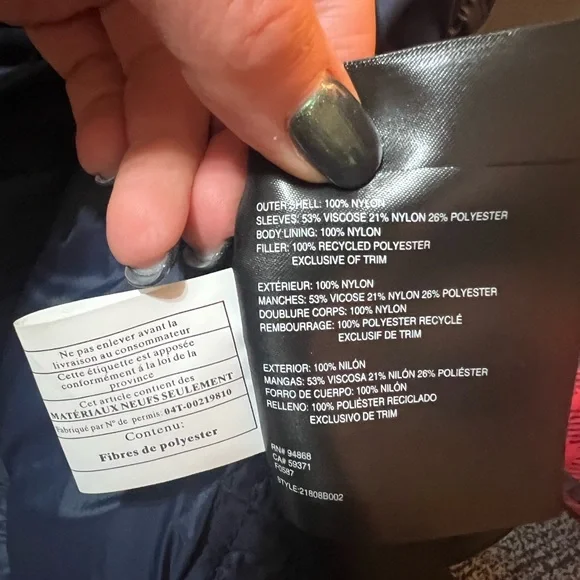 OUTER SHELL: 100% NYLON
SLEEVES: 53% VISCOSE 21% NYLON 26% POLYESTER
BODY LINING: 100% NYLON
FILLER: 100% RECYCLED POLYESTER
EXCLUSIVE OF TRIM
EXTÉRIEUR: 100% NYLON
MANCHES: 53% VICOSE 21% NYLON 26% POLYESTER
DOUBLURE CORPS: 100% NYLON
REMBOURRAGE: 100% POLYESTER RECYCLÉ
EXCLUSIF DE TRIM
EXTERIOR: 100% NILÓN
MANGAS: 53% VISCOSA 21% NILÓN 26% POLIÉSTER
FORRO DE CUERPO: 100% NILÓN
RELLENO: 100% POLIÉSTER RECICLADO
EXCLUSIVO DE TRIM
RN# 94868
CA# 59371
F0587
STYLE:21808B002
Ne pas enlever avant la
livraison au consommateur
Cette étiquette est apposée
conformément à la loi de la
province
Cet article contient des
MATÉRIAUX NEUFS SEULEMENT
Fabriqué par Nº de permis: 04T-00219810
Contenu:
Fibres de polyester